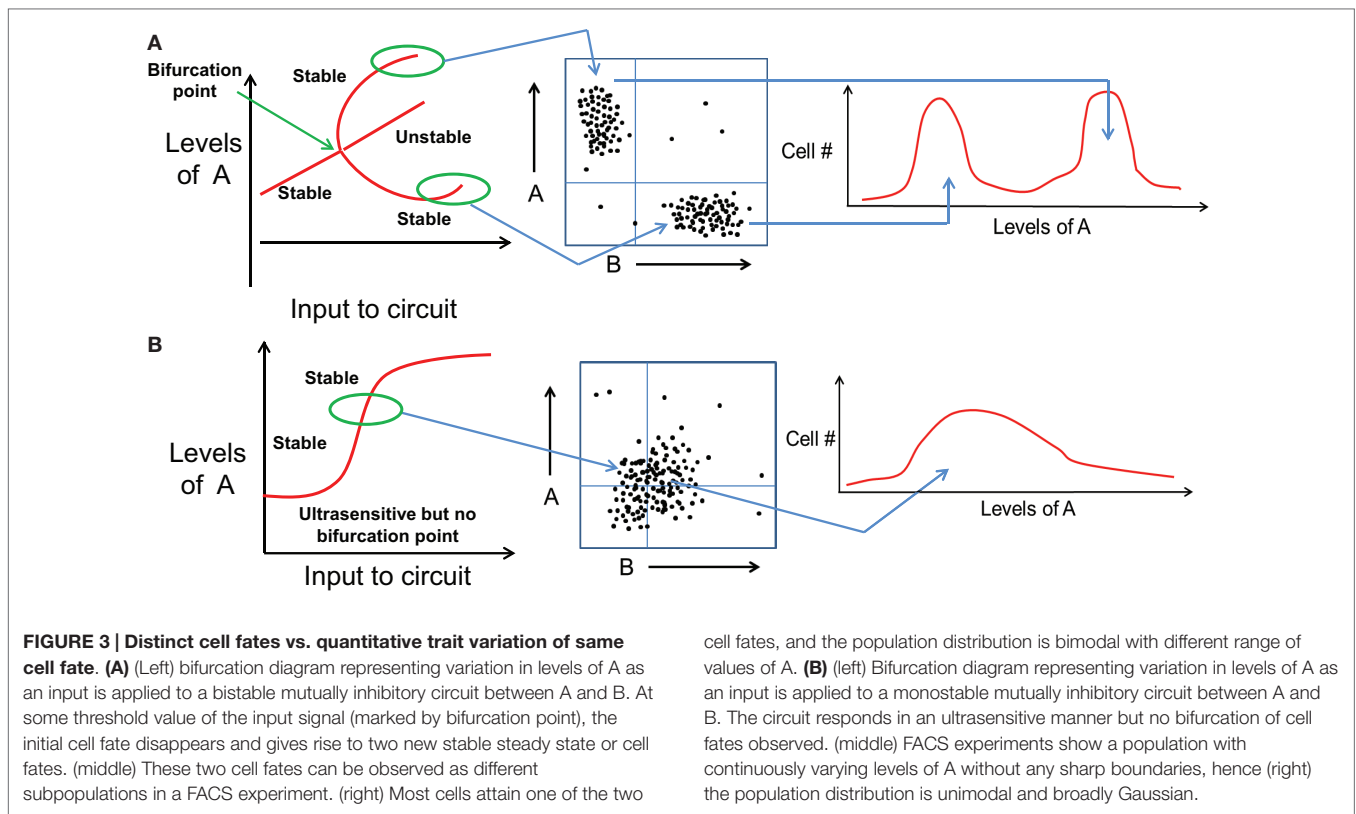 A
Bifurcation
point
Levels
of A
Stable
Unstable
Stable
Stable
Input to circuit
A
B
Cell #
Levels of A
B
Levels
of A
Stable
Stable
Ultrasensitive but no
bifurcation point
Input to circuit
A
B
Cell #
Levels of A
FIGURE 3 | Distinct cell fates vs. quantitative trait variation of same
cell fate. (A) (Left) bifurcation diagram representing variation in levels of A as
an input is applied to a bistable mutually inhibitory circuit between A and B. At
some threshold value of the input signal (marked by bifurcation point), the
initial cell fate disappears and gives rise to two new stable steady state or cell
fates. (middle) These two cell fates can be observed as different
subpopulations in a FACS experiment. (right) Most cells attain one of the two
cell fates, and the population distribution is bimodal with different range of
values of A. (B) (left) Bifurcation diagram representing variation in levels of A as
an input is applied to a monostable mutually inhibitory circuit between A and
B. The circuit responds in an ultrasensitive manner but no bifurcation of cell
fates observed. (middle) FACS experiments show a population with
continuously varying levels of A without any sharp boundaries, hence (right)
the population distribution is unimodal and broadly Gaussian.